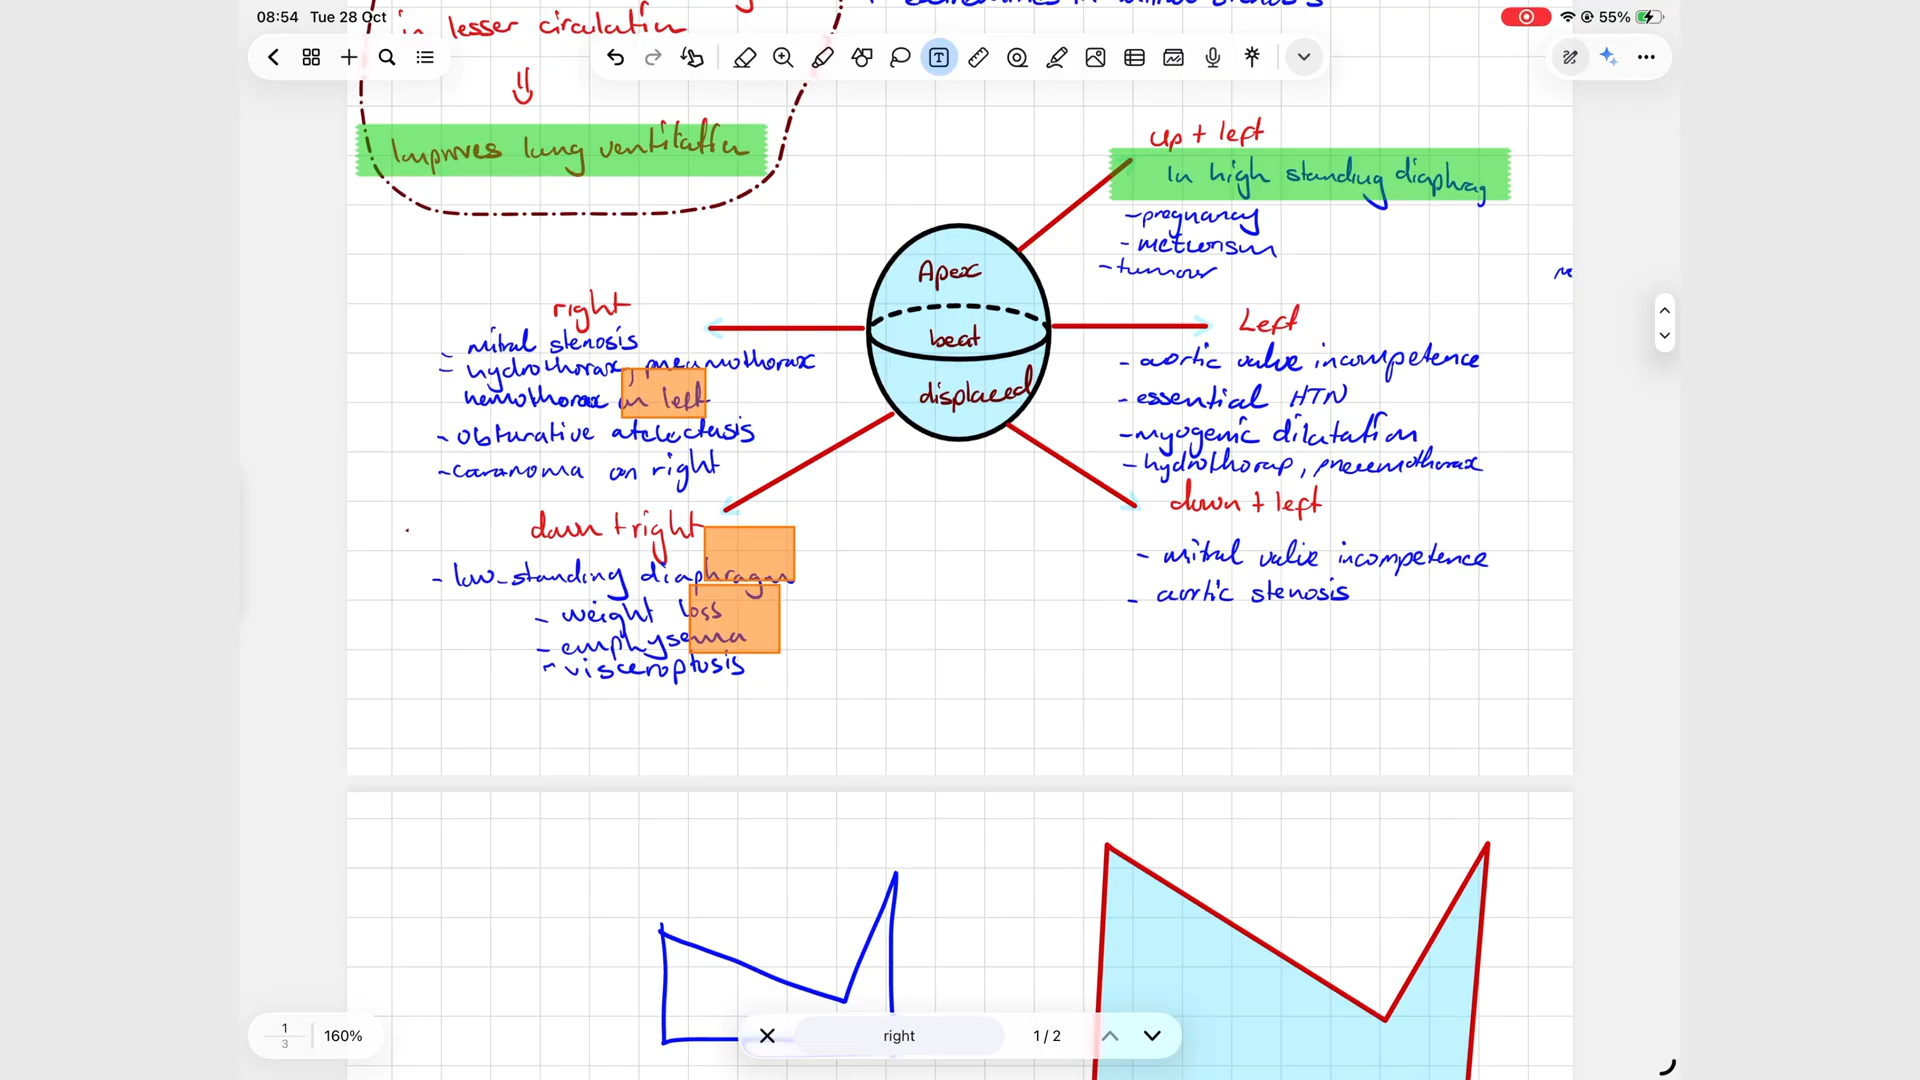 08:54 Tue 28 Oct
55%
in lesser circulation
Improves lung ventilation
up + left
In high standing diaphrag
- pregnancy
- tumour
Apex
beat
displaced
right
- mitral stenosis
- hydrothorax, pneumothorax
hemothorax in left
- obturative atelectasis
on right
Left
- aortic valve incompetence
- essential HTN
- myogenic dilatation
pneumothorax
down + right
- low-standing diaphragm
- weight loss
- emphysema
- visceroptosis
down + left
- mitral valve incompetence
- aortic stenosis
1
3
160%
right
1 / 2